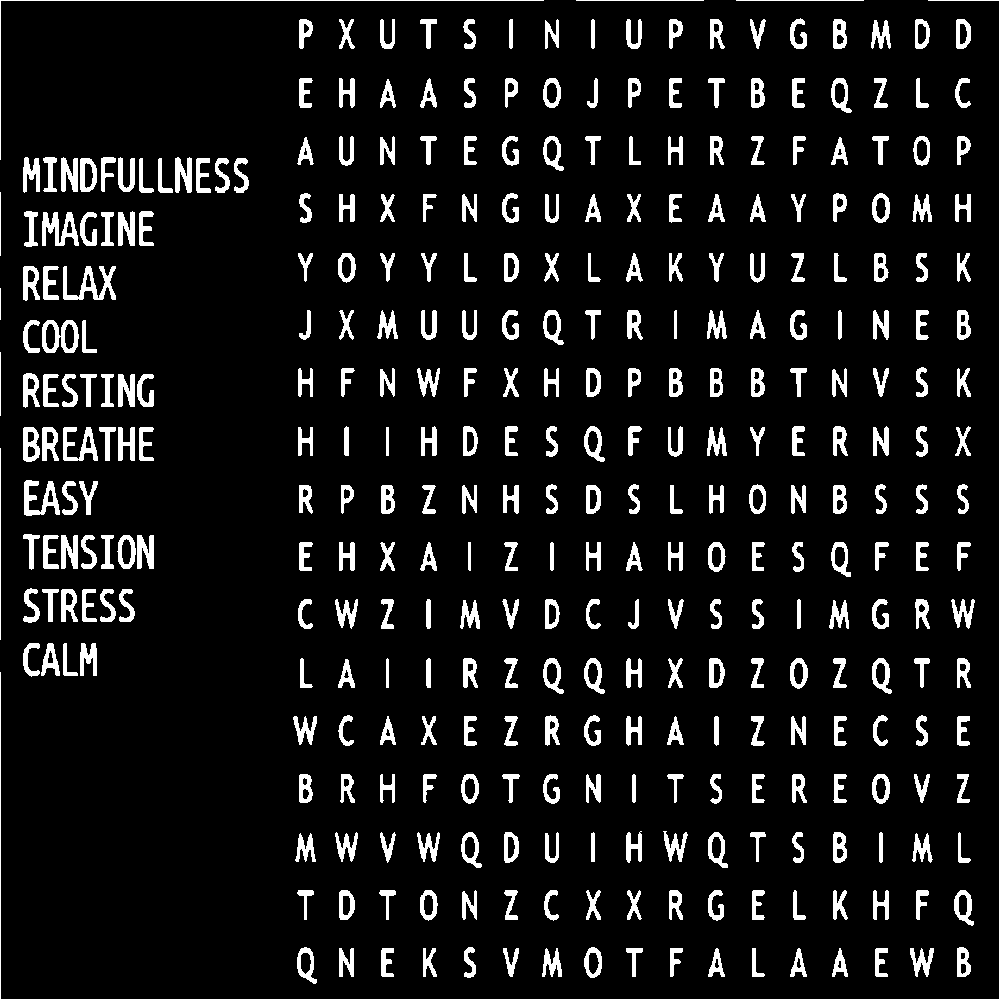 MINDFULLNESS
IMAGINE
RELAX
COOL
RESTING
BREATHE
EASY
TENSION
STRESS
CALM
P X U T S I N I U P R V G B M D D
E H A A S P O J P E T B E Q Z L C
A U N T E G Q T L H R Z F A T O P
S H X F N G U A X E A A Y P O M H
Y O Y Y L D X L A K Y U Z L B S K
J X M U U G Q T R I M A G I N E B
H F N W F X H D P B B B T N V S K
H I I H D E S Q F U M Y E R N S X
R P B Z N H S D S L H O N B S S S
E H X A I Z I H A H O E S Q F E F
C W Z I M V D C J V S S I M G R W
L A I I R Z Q Q H X D Z O Z Q T R
W C A X E Z R G H A I Z N E C S E
B R H F O T G N I T S E R E O V Z
M W V W Q D U I H W Q T S B I M L
T D T O N Z C X X R G E L K H F Q
Q N E K S V M O T F A L A A E W B